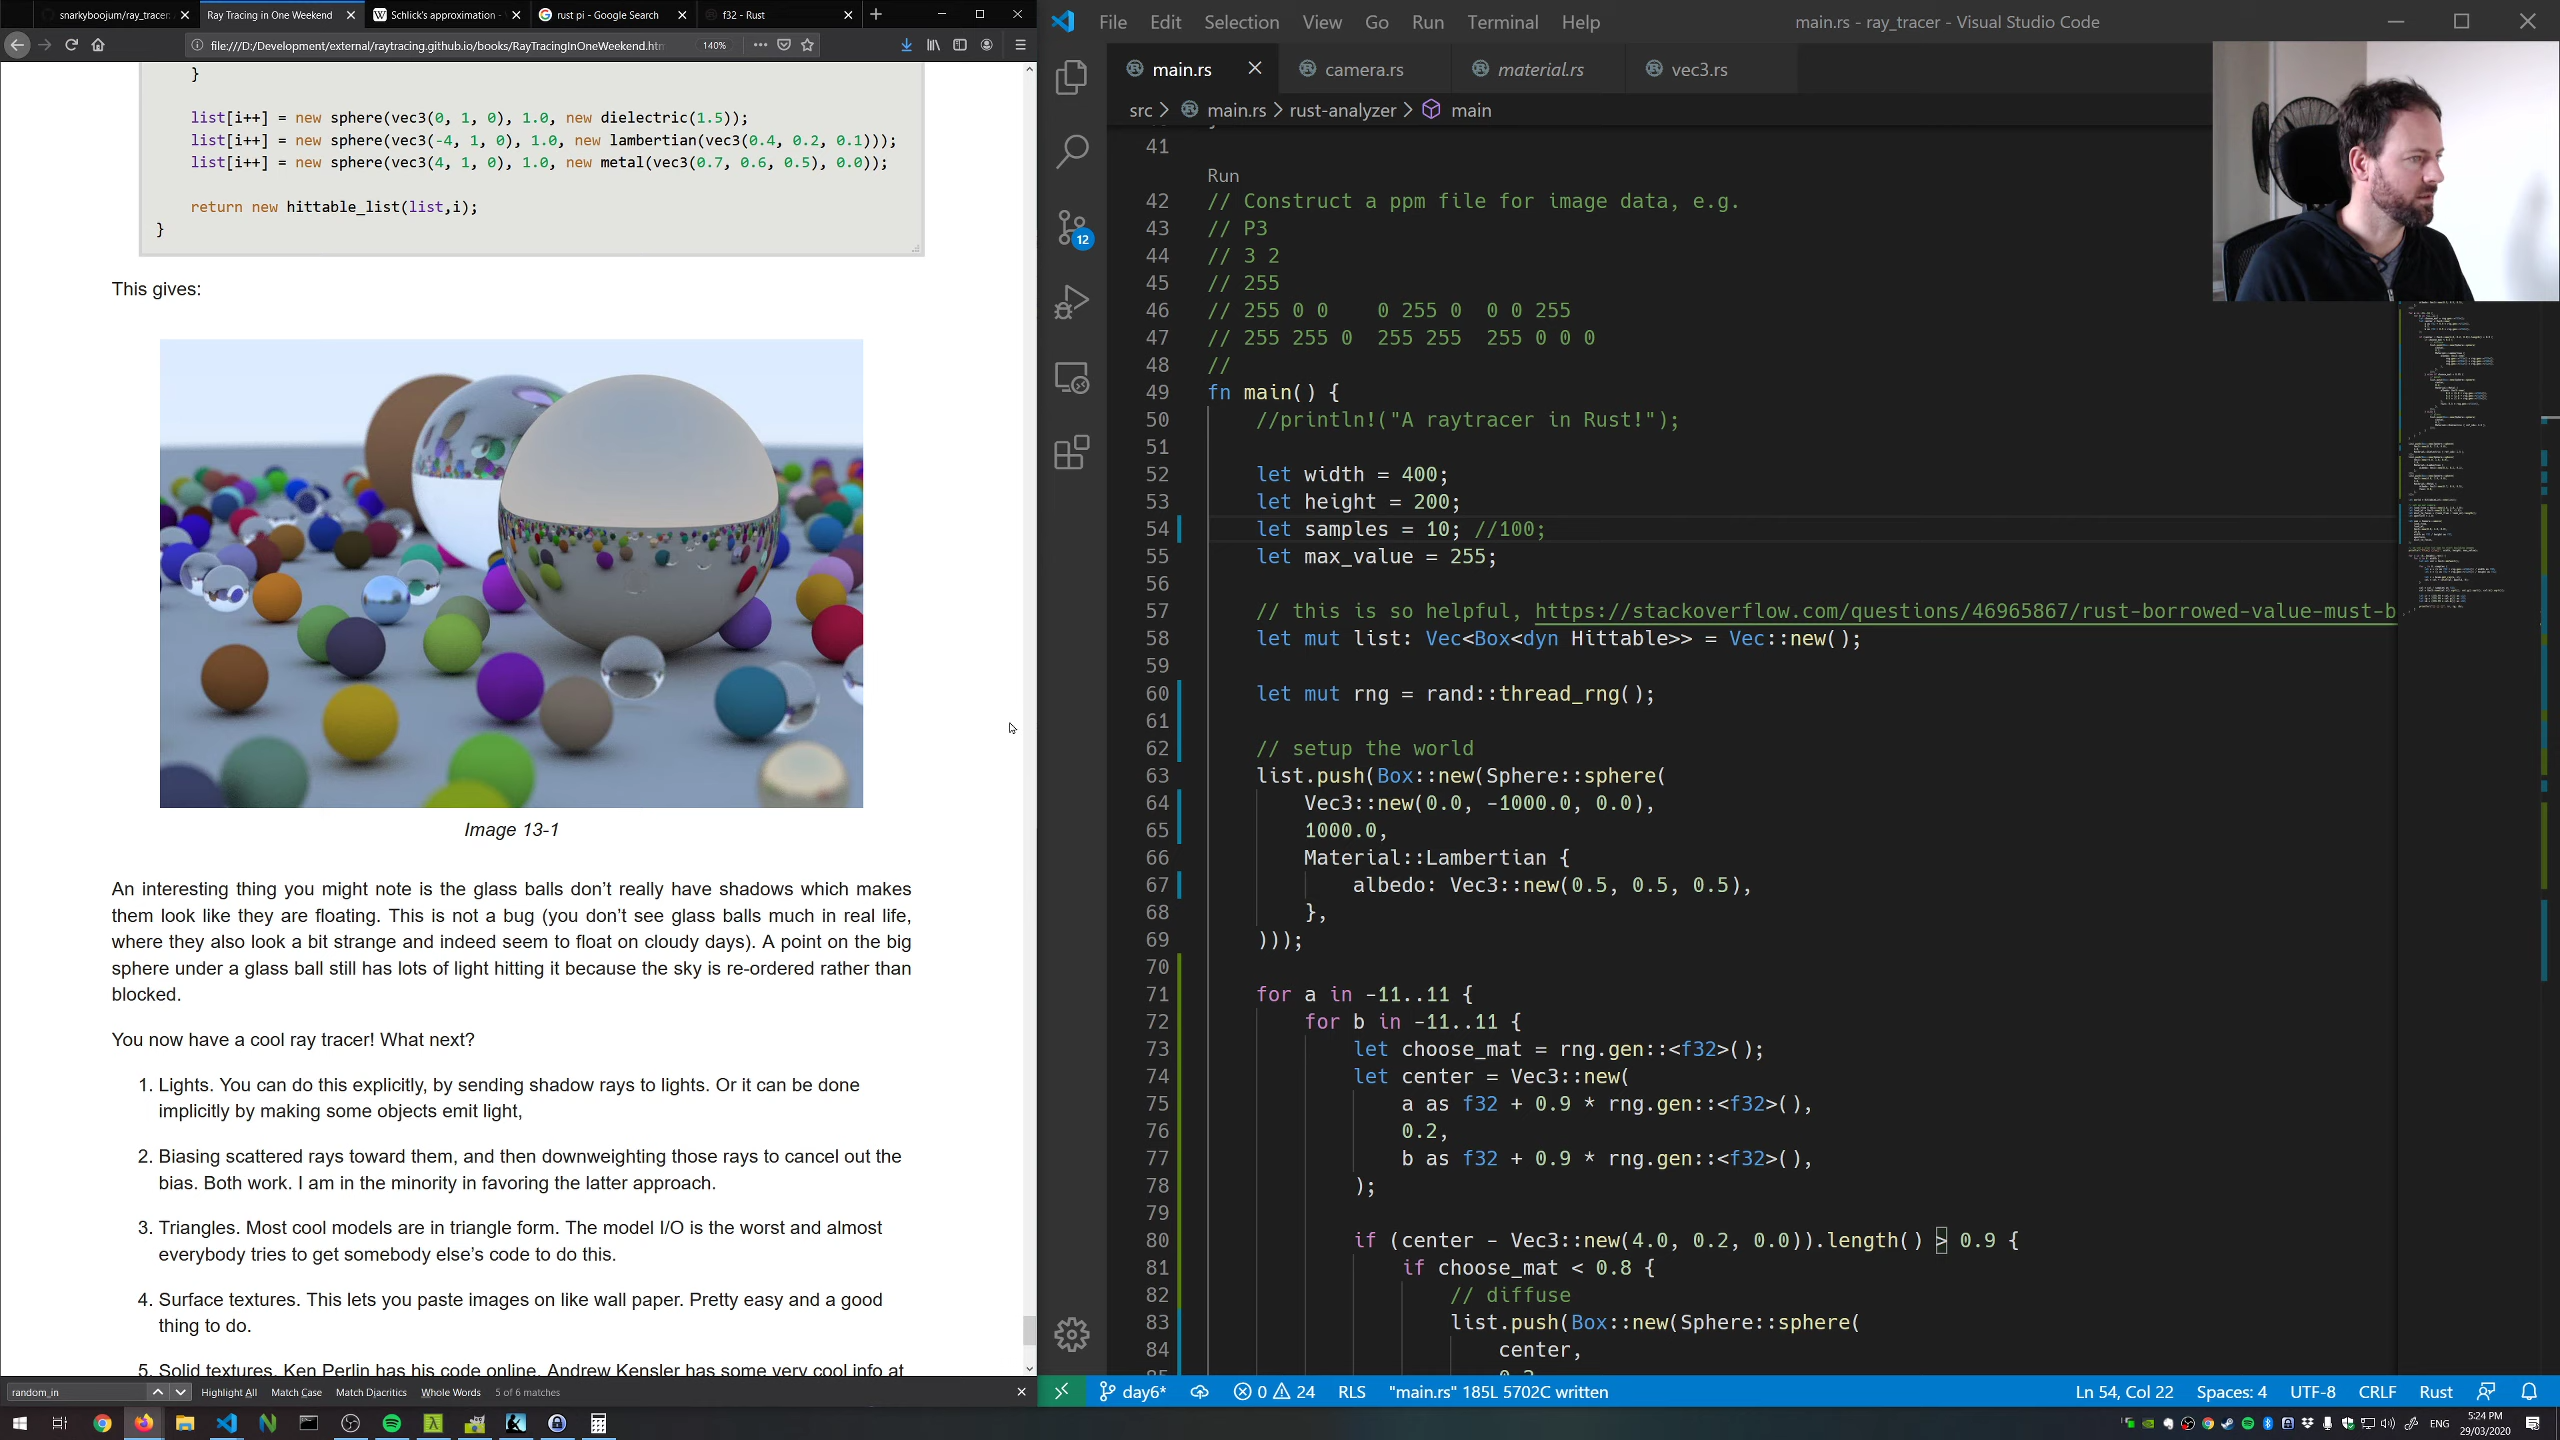 snarkyboojum/ray_tracer:
Ray Tracing in One Weekend
Schlick's approximation -
rust pi - Google Search
f32 - Rust
file:///D:/Development/external/raytracing.github.io/books/RayTracingInOneWeekend.htm
140%
}
list[i++] = new sphere(vec3(0, 1, 0), 1.0, new dielectric(1.5));
list[i++] = new sphere(vec3(-4, 1, 0), 1.0, new lambertian(vec3(0.4, 0.2, 0.1)));
list[i++] = new sphere(vec3(4, 1, 0), 1.0, new metal(vec3(0.7, 0.6, 0.5), 0.0));
return new hittable_list(list,i);
}
This gives:
Image 13-1
An interesting thing you might note is the glass balls don’t really have shadows which makes
them look like they are floating. This is not a bug (you don’t see glass balls much in real life,
where they also look a bit strange and indeed seem to float on cloudy days). A point on the big
sphere under a glass ball still has lots of light hitting it because the sky is re-ordered rather than
blocked.
You now have a cool ray tracer! What next?
1. Lights. You can do this explicitly, by sending shadow rays to lights. Or it can be done
implicitly by making some objects emit light,
2. Biasing scattered rays toward them, and then downweighting those rays to cancel out the
bias. Both work. I am in the minority in favoring the latter approach.
3. Triangles. Most cool models are in triangle form. The model I/O is the worst and almost
everybody tries to get somebody else’s code to do this.
4. Surface textures. This lets you paste images on like wall paper. Pretty easy and a good
thing to do.
5. Solid textures. Ken Perlin has his code online. Andrew Kensler has some very cool info at
random_in
Highlight All
Match Case
Match Diacritics
Whole Words
5 of 6 matches
File Edit Selection View Go Run Terminal Help
main.rs - ray_tracer - Visual Studio Code
main.rs
camera.rs
material.rs
vec3.rs
src > main.rs > rust-analyzer > main
12
41
Run
42 // Construct a ppm file for image data, e.g.
43 // P3
44 // 3 2
45 // 255
46 // 255 0 0 0 255 0 0 0 255
47 // 255 255 0 255 255 255 0 0 0
48 //
49 fn main() {
50 //println!("A raytracer in Rust!");
51
52 let width = 400;
53 let height = 200;
54 let samples = 10; //100;
55 let max_value = 255;
56
57 // this is so helpful, https://stackoverflow.com/questions/46965867/rust-borrowed-value-must-b
58 let mut list: Vec<Box<dyn Hittable>> = Vec::new();
59
60 let mut rng = rand::thread_rng();
61
62 // setup the world
63 list.push(Box::new(Sphere::sphere(
64 Vec3::new(0.0, -1000.0, 0.0),
65 1000.0,
66 Material::Lambertian {
67 albedo: Vec3::new(0.5, 0.5, 0.5),
68 },
69 )));
70
71 for a in -11..11 {
72 for b in -11..11 {
73 let choose_mat = rng.gen::<f32>();
74 let center = Vec3::new(
75 a as f32 + 0.9 * rng.gen::<f32>(),
76 0.2,
77 b as f32 + 0.9 * rng.gen::<f32>(),
78 );
79
80 if (center - Vec3::new(4.0, 0.2, 0.0)).length() > 0.9 {
81 if choose_mat < 0.8 {
82 // diffuse
83 list.push(Box::new(Sphere::sphere(
84 center,
day6*
0
24
RLS
"main.rs" 185L 5702C written
Ln 54, Col 22
Spaces: 4
UTF-8
CRLF
Rust
ENG
5:24 PM
29/03/2020